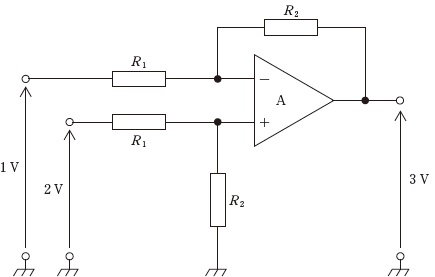 R₂
R₁
−
A
+
R₁
1 V
2 V
R₂
3 V